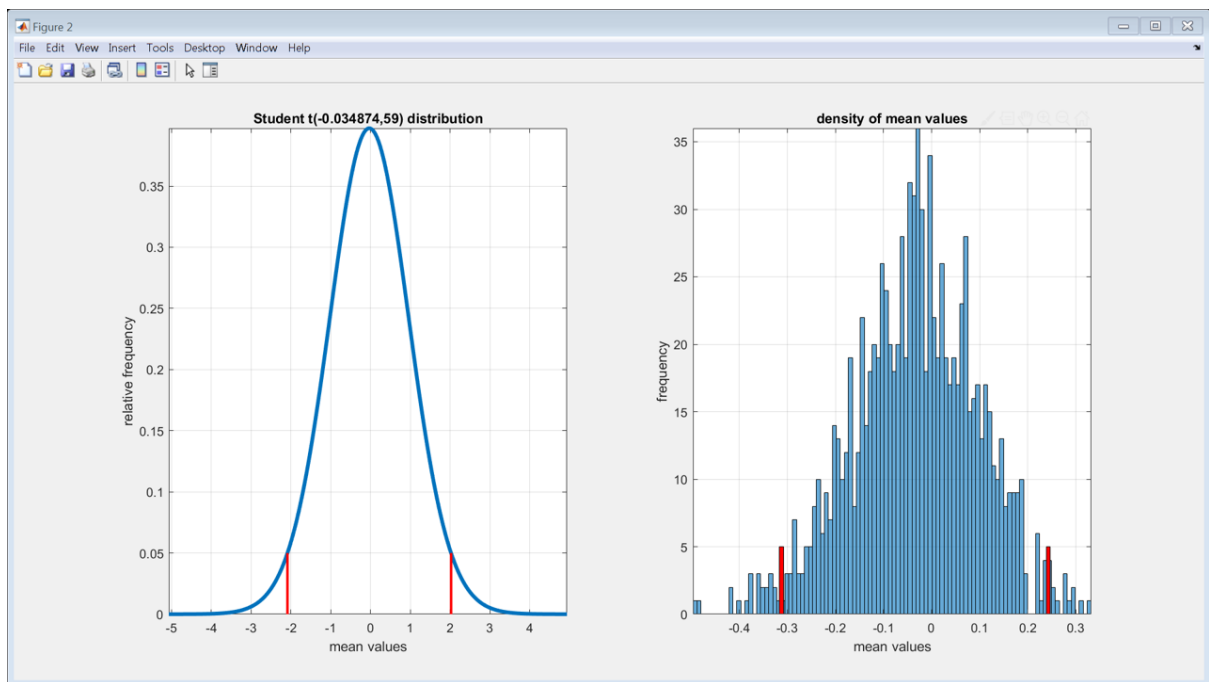 Figure 2
File Edit View Insert Tools Desktop Window Help
Student t(-0.034874,59) distribution
0.35
0.3
0.25
0.2
0.15
0.1
0.05
0
relative frequency
-5 -4 -3 -2 -1 0 1 2 3 4
mean values
density of mean values
35
30
25
20
15
10
5
0
frequency
-0.4 -0.3 -0.2 -0.1 0 0.1 0.2 0.3
mean values